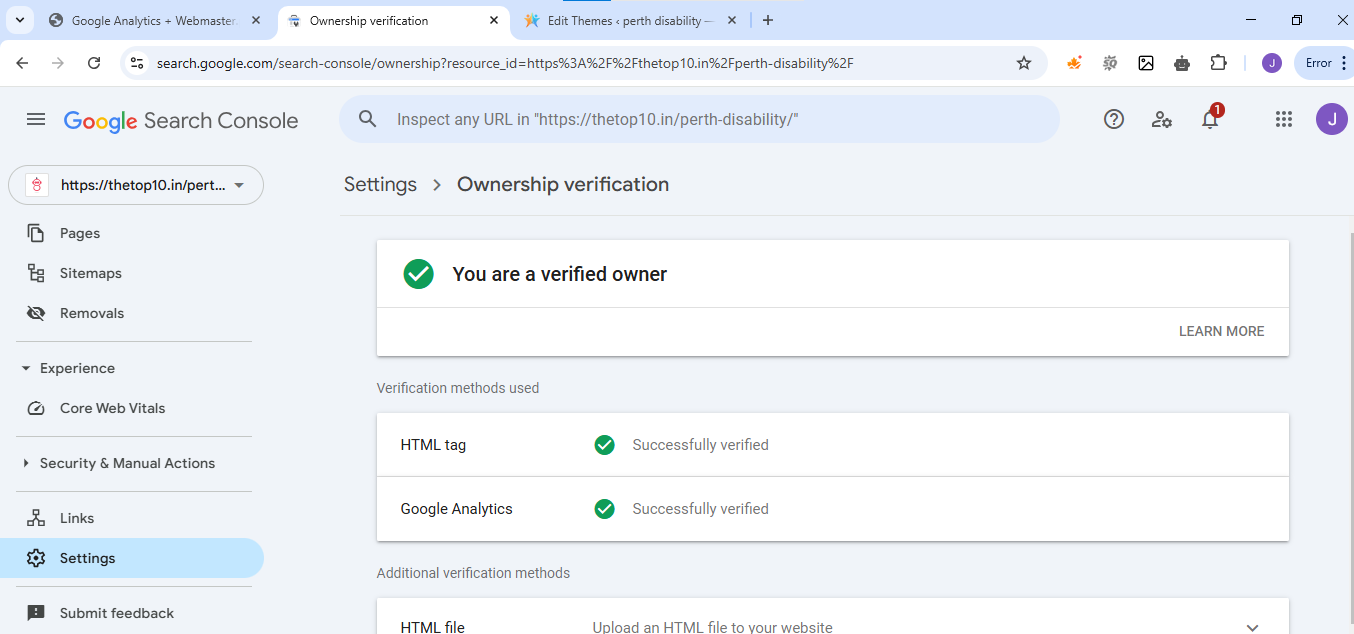 Google Analytics + Webmaster
Ownership verification
Edit Themes ‹ perth disability —
search.google.com/search-console/ownership?resource_id=https%3A%2F%2Fthetop10.in%2Fperth-disability%2F
J
Error
Google Search Console
Inspect any URL in "https://thetop10.in/perth-disability/"
1
J
https://thetop10.in/pert...
Settings > Ownership verification
Pages
Sitemaps
Removals
Experience
Core Web Vitals
Security & Manual Actions
Links
Settings
Submit feedback
You are a verified owner
LEARN MORE
Verification methods used
HTML tag Successfully verified
Google Analytics Successfully verified
Additional verification methods
HTML file Upload an HTML file to your website